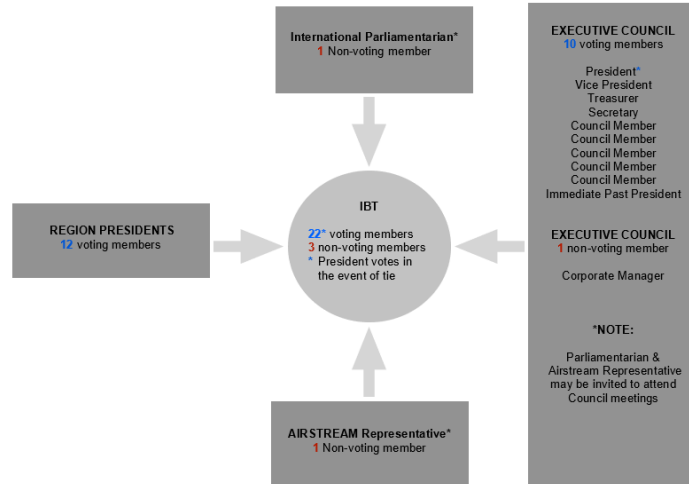 International Parliamentarian*
1 Non-voting member
EXECUTIVE COUNCIL
10 voting members
President*
Vice President
Treasurer
Secretary
Council Member
Council Member
Council Member
Council Member
Council Member
Immediate Past President
EXECUTIVE COUNCIL
1 non-voting member
Corporate Manager
*NOTE:
Parliamentarian &
Airstream Representative
may be invited to attend
Council meetings
REGION PRESIDENTS
12 voting members
IBT
22* voting members
3 non-voting members
* President votes in
the event of tie
AIRSTREAM Representative*
1 Non-voting member